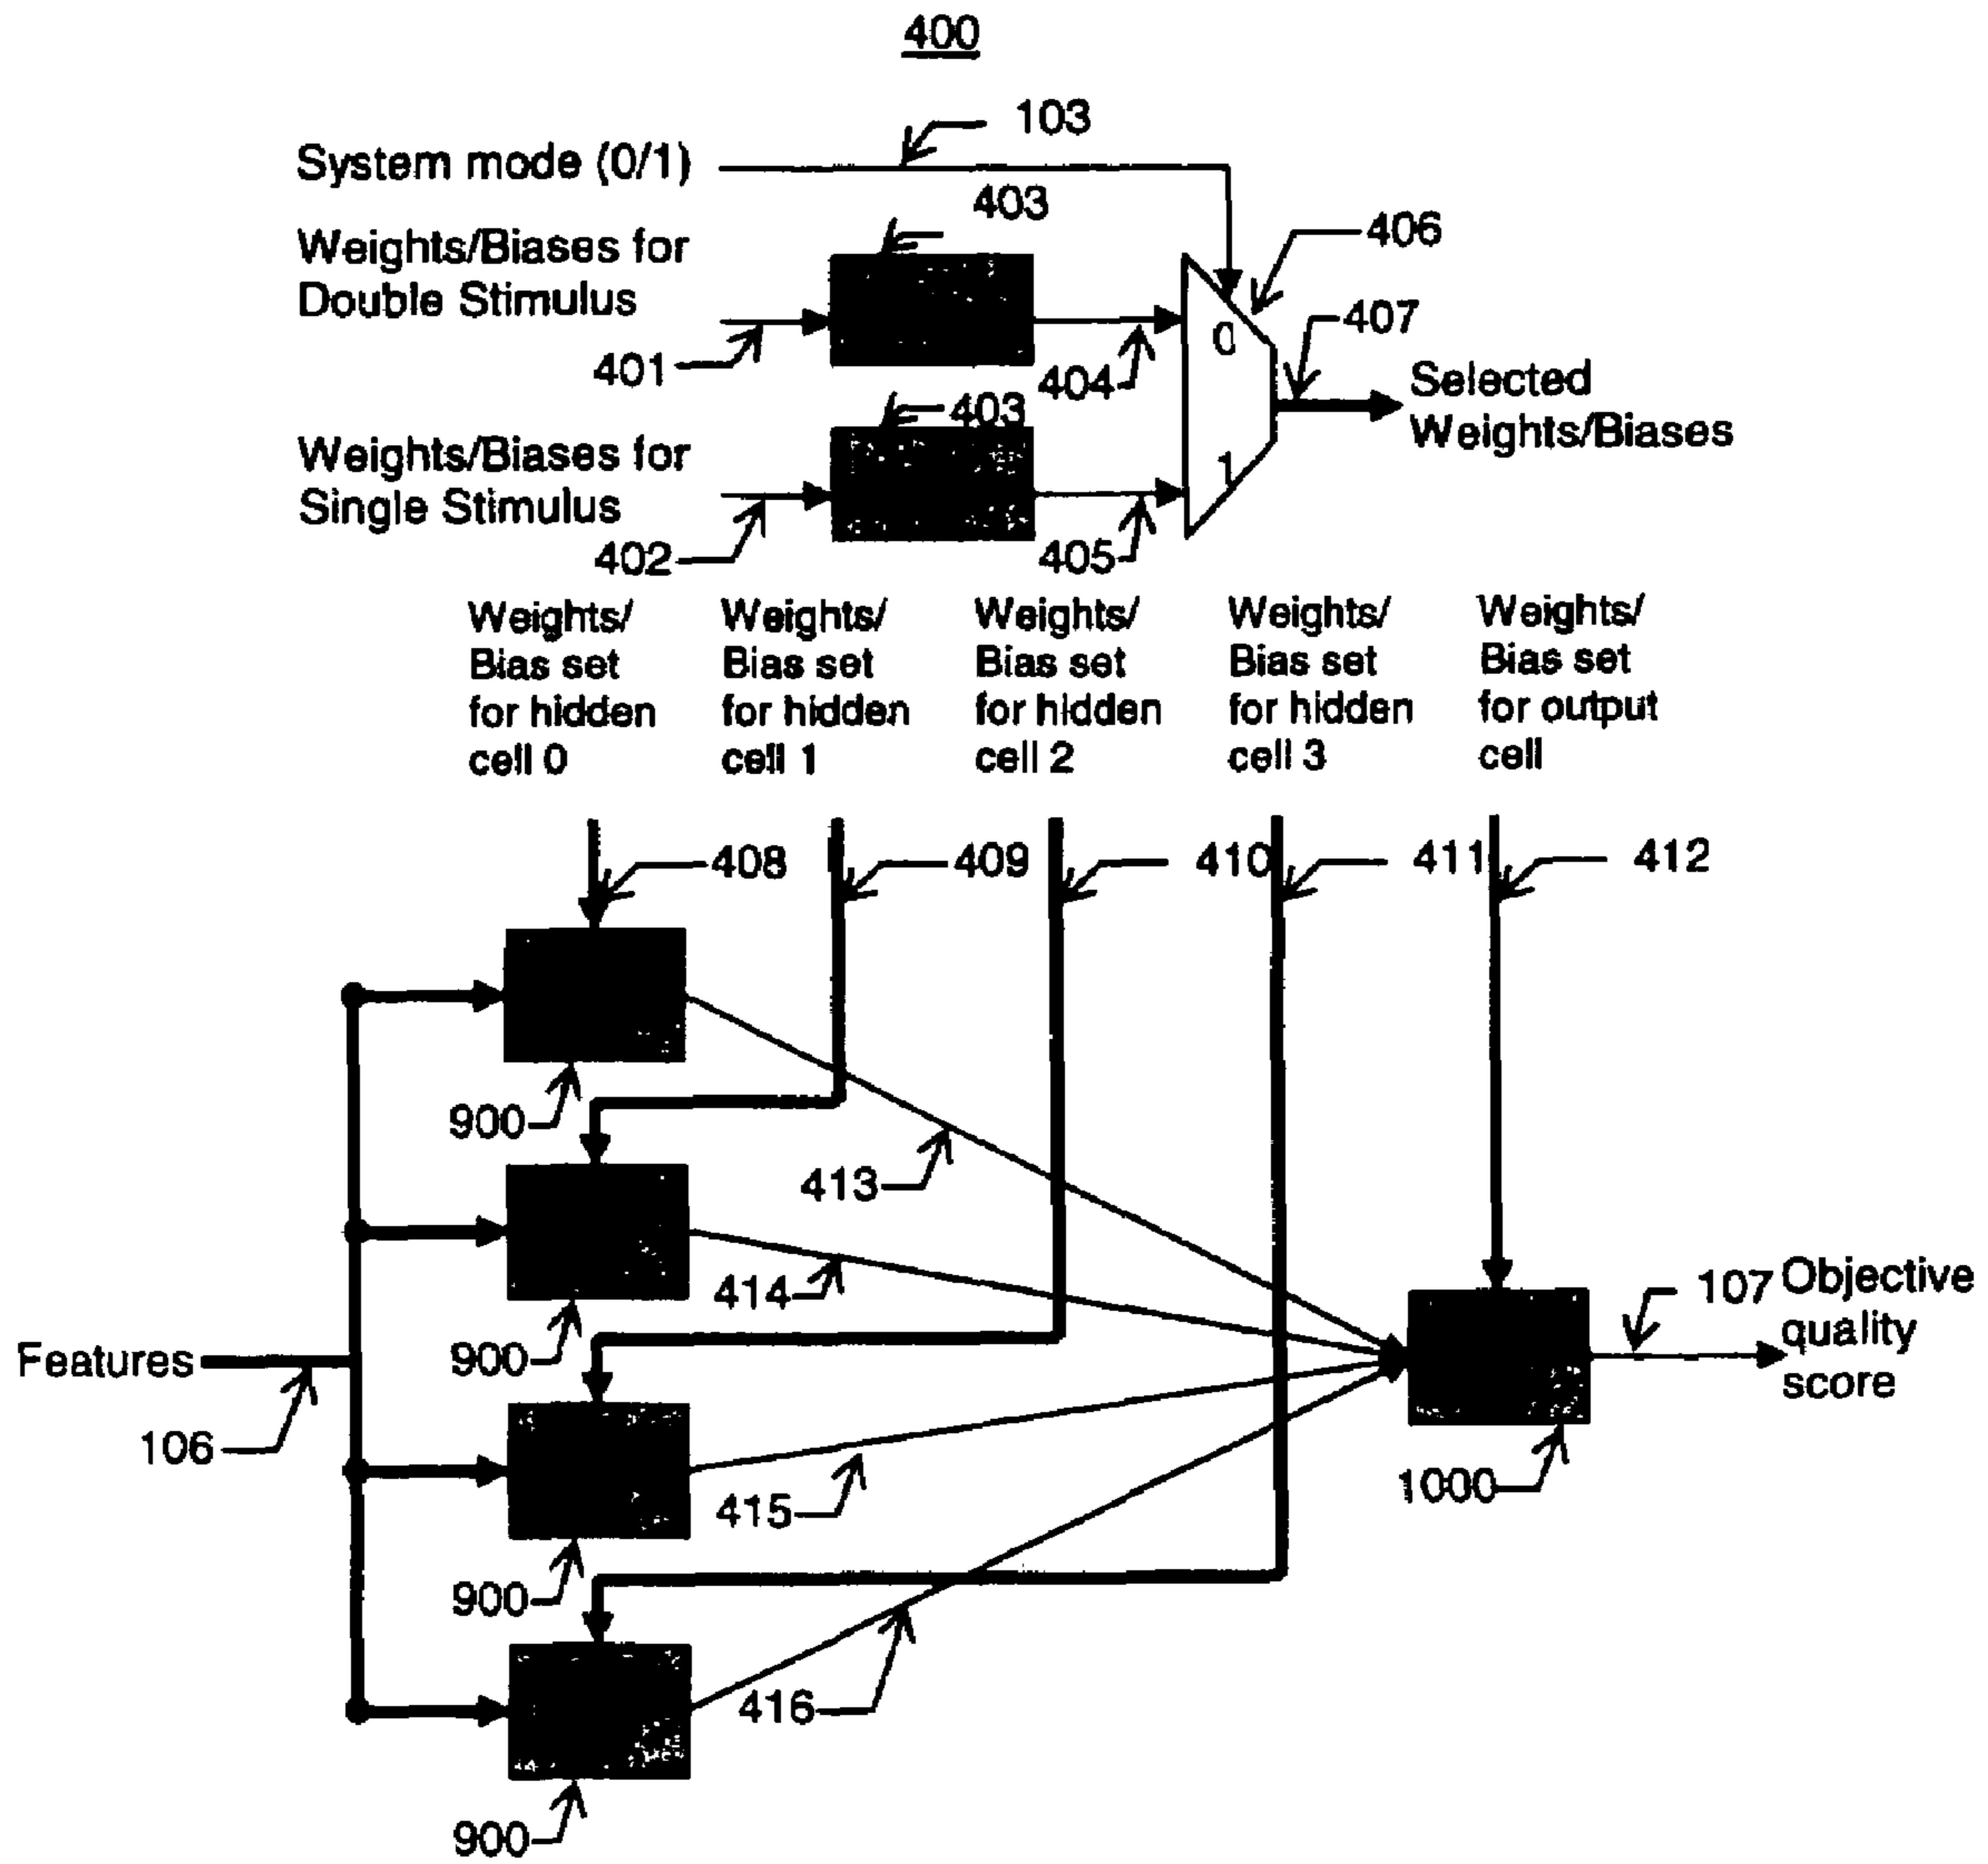 400
103
System mode (0/1)
403
Weights/Biases for
Double Stimulus
406
0
407
401
404
Selected
Weights/Biases
403
Weights/Biases for
Single Stimulus
1
402
405
Weights/
Bias set
for hidden
cell 0
Weights/
Bias set
for hidden
cell 1
Weights/
Bias set
for hidden
cell 2
Weights/
Bias set
for hidden
cell 3
Weights/
Bias set
for output
cell
408
409
410
411
412
900
413
414
900
Features
106
107
Objective
quality
score
415
1000
900
416
900